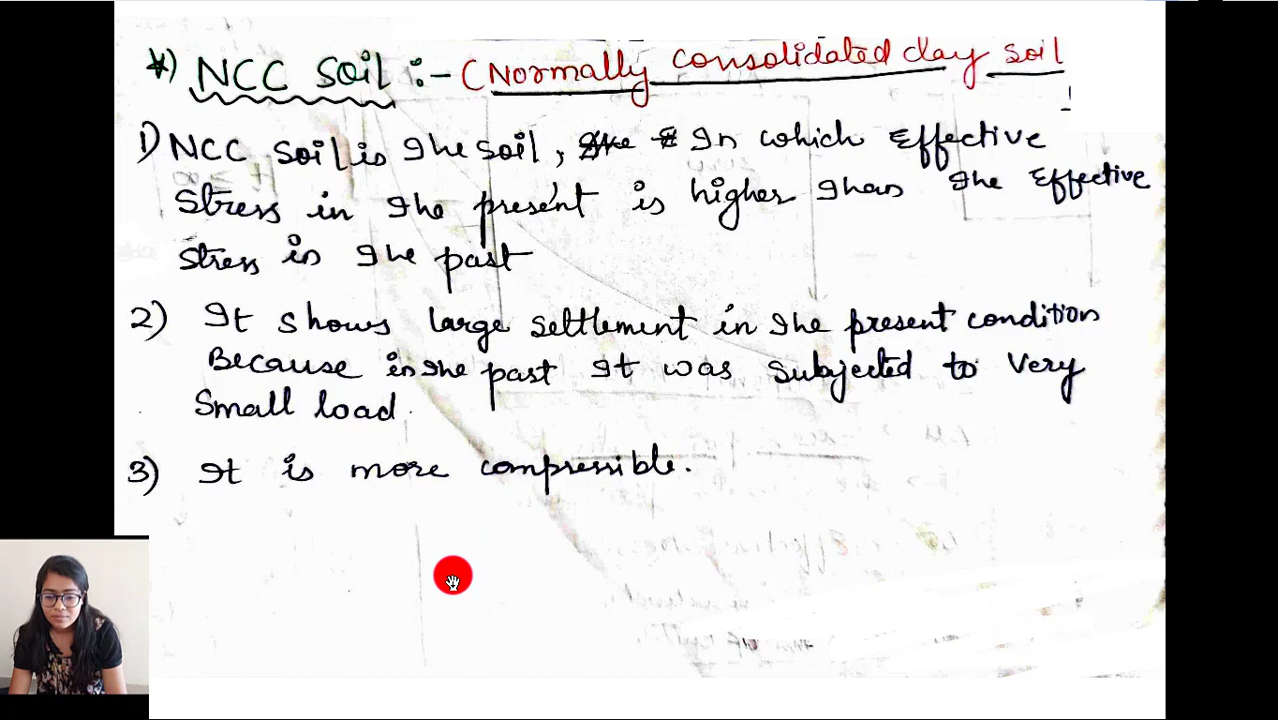 *) NCC Soil :- (Normally consolidated clay soil
1) NCC Soil is the soil, In which Effective
Stress in the present is higher than the Effective
Stress in the past
2) It shows large settlement in the present condition
Because in the past It was subjected to Very
Small load.
3) It is more compressible.